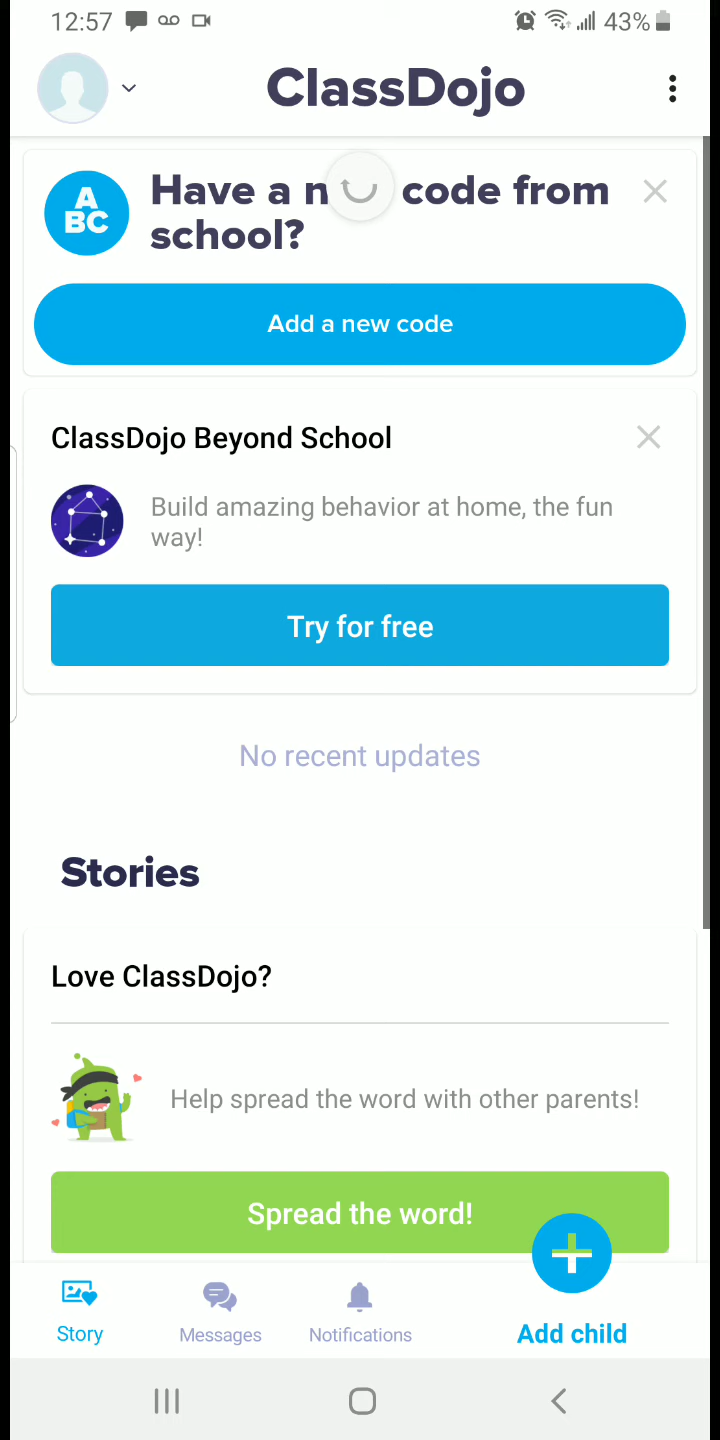 12:57
43%
ClassDojo
A
BC
Have a n code from
school?
Add a new code
ClassDojo Beyond School
Build amazing behavior at home, the fun
way!
Try for free
No recent updates
Stories
Love ClassDojo?
Help spread the word with other parents!
Spread the word!
Story
Messages
Notifications
Add child